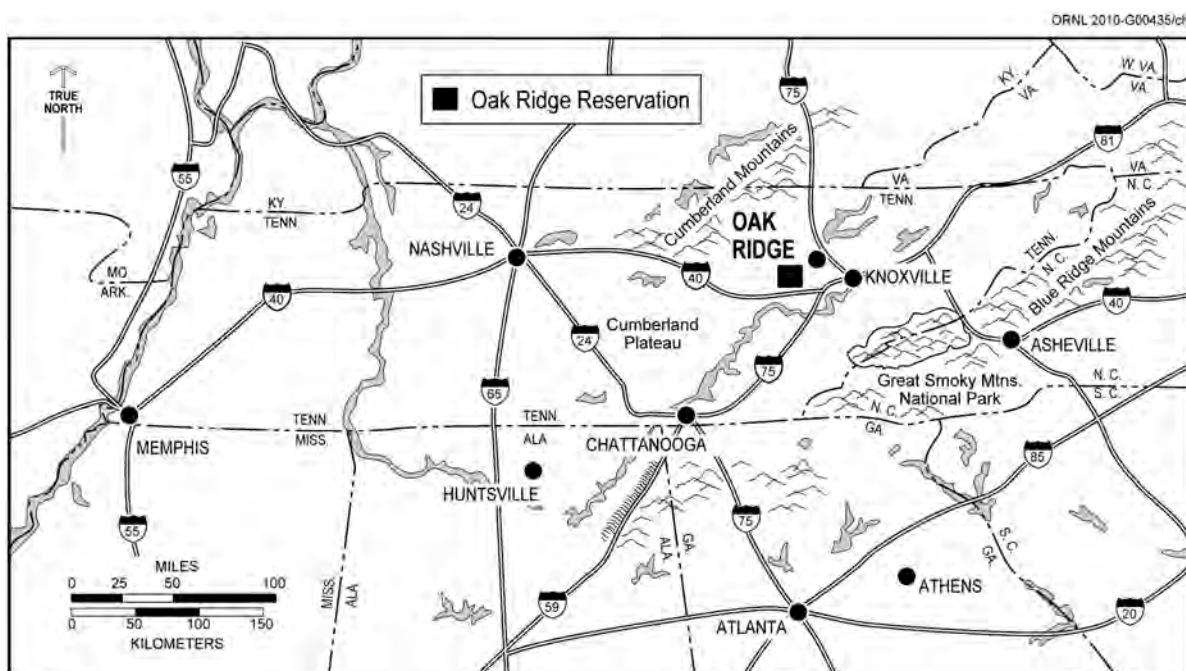 ORNL 2010-G00435/ch
TRUE
NORTH
Oak Ridge Reservation
75
KY.
VA.
W. VA.
VA.
81
55
Cumberland Mountains
24
KY.
TENN.
VA.
TENN.
VA.
N. C.
NASHVILLE
OAK
RIDGE
TENN.
N. C.
Blue Ridge Mountains
MO.
ARK.
40
40
KNOXVILLE
40
24
Cumberland
Plateau
ASHEVILLE
65
75
Great Smoky Mtns.
National Park
N. C.
S. C.
MEMPHIS
TENN.
MISS.
TENN.
ALA
CHATTANOOGA
N. C.
GA.
85
HUNTSVILLE
55
75
GA.
ALA
S. C.
GA.
MILES
0 25 50 100
0 50 100 150
KILOMETERS
MISS.
ALA
59
ATHENS
ATLANTA
20